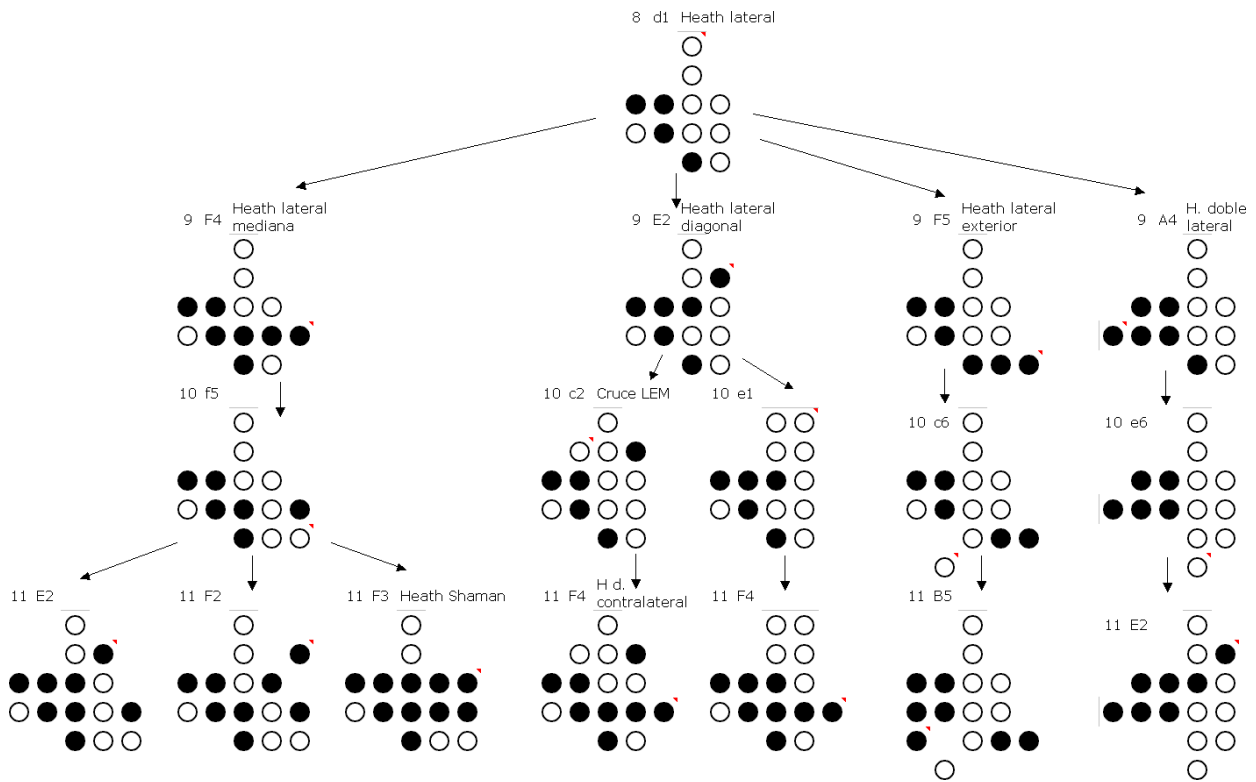 8 d1 Heath lateral
9 F4 Heath lateral
mediana
9 E2 Heath lateral
diagonal
9 F5 Heath lateral
exterior
9 A4 H. doble
lateral
10 f5
10 c2 Cruce LEM
10 e1
10 c6
10 e6
11 E2
11 F2
11 F3 Heath Shaman
11 F4 H d.
contralateral
11 F4
11 B5
11 E2